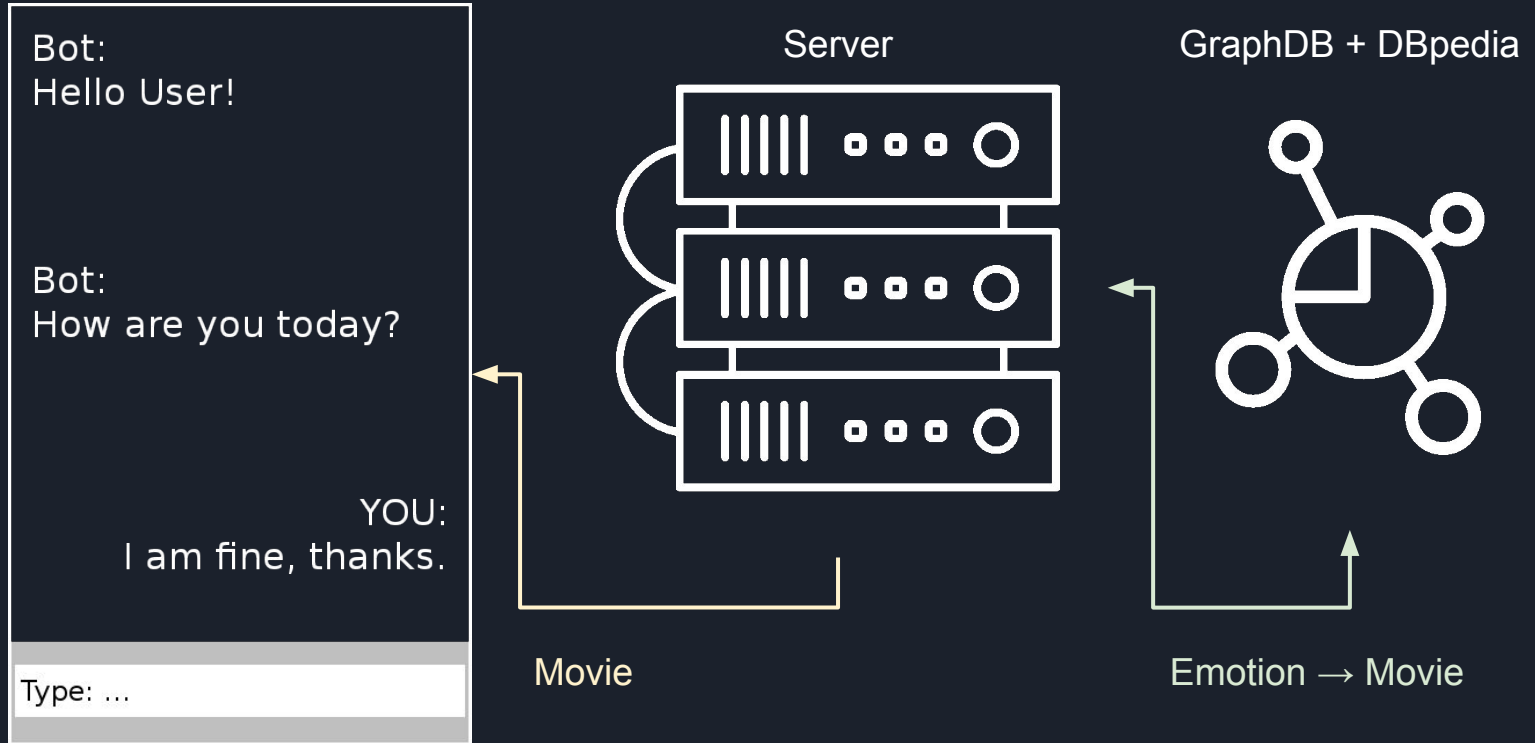 Bot:
Hello User!
Bot:
How are you today?
YOU:
I am fine, thanks.
Type: ...
Server
GraphDB + DBpedia
Movie
Emotion → Movie